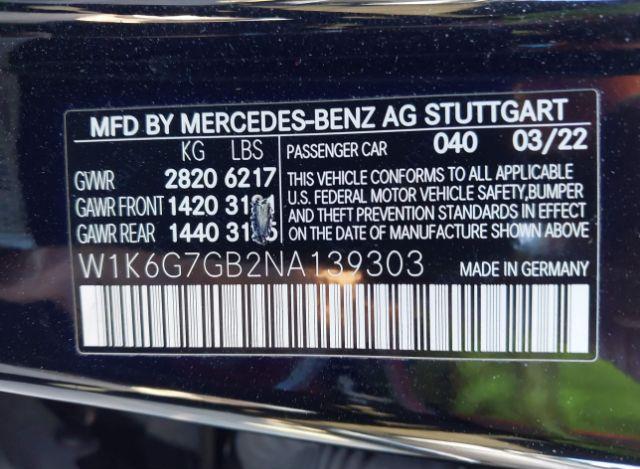 MFD BY MERCEDES-BENZ AG STUTTGART
KG LBS PASSENGER CAR 040 03/22
GVWR 2820 6217
GAWR FRONT 1420
GAWR REAR 1440
THIS VEHICLE CONFORMS TO ALL APPLICABLE
U.S. FEDERAL MOTOR VEHICLE SAFETY,BUMPER
AND THEFT PREVENTION STANDARDS IN EFFECT
ON THE DATE OF MANUFACTURE SHOWN ABOVE.
W1K6G7GB2NA139303 MADE IN GERMANY